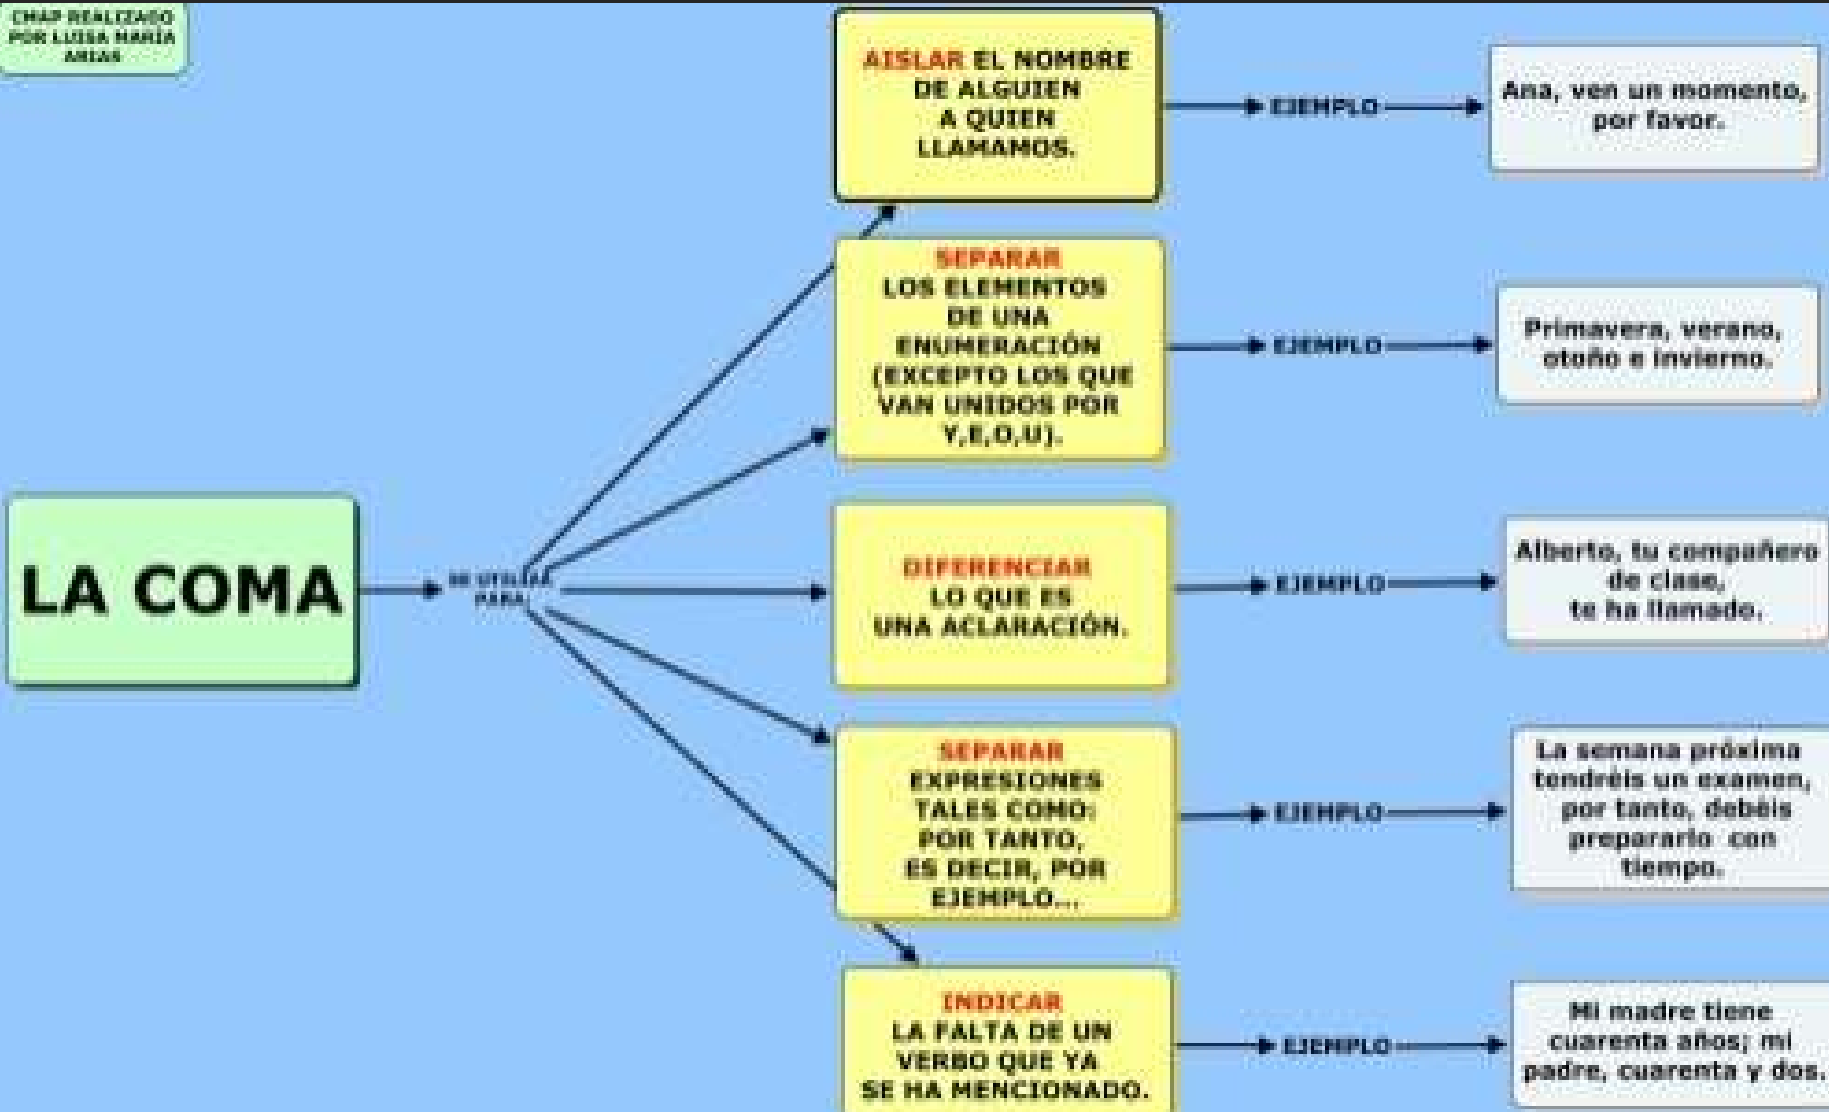 CMAP REALIZADO
POR LUISA MARÍA
ARIAS
LA COMA
SE UTILIZA
PARA
AISLAR EL NOMBRE
DE ALGUIEN
A QUIEN
LLAMAMOS.
EJEMPLO
Ana, ven un momento,
por favor.
SEPARAR
LOS ELEMENTOS
DE UNA
ENUMERACIÓN
(EXCEPTO LOS QUE
VAN UNIDOS POR
Y,E,O,U).
EJEMPLO
Primavera, verano,
otoño e invierno.
DIFERENCIAR
LO QUE ES
UNA ACLARACIÓN.
EJEMPLO
Alberto, tu compañero
de clase,
te ha llamado.
SEPARAR
EXPRESIONES
TALES COMO:
POR TANTO,
ES DECIR, POR
EJEMPLO...
EJEMPLO
La semana próxima
tendréis un examen,
por tanto, debéis
prepararlo con
tiempo.
INDICAR
LA FALTA DE UN
VERBO QUE YA
SE HA MENCIONADO.
EJEMPLO
Mi madre tiene
cuarenta años; mi
padre, cuarenta y dos.